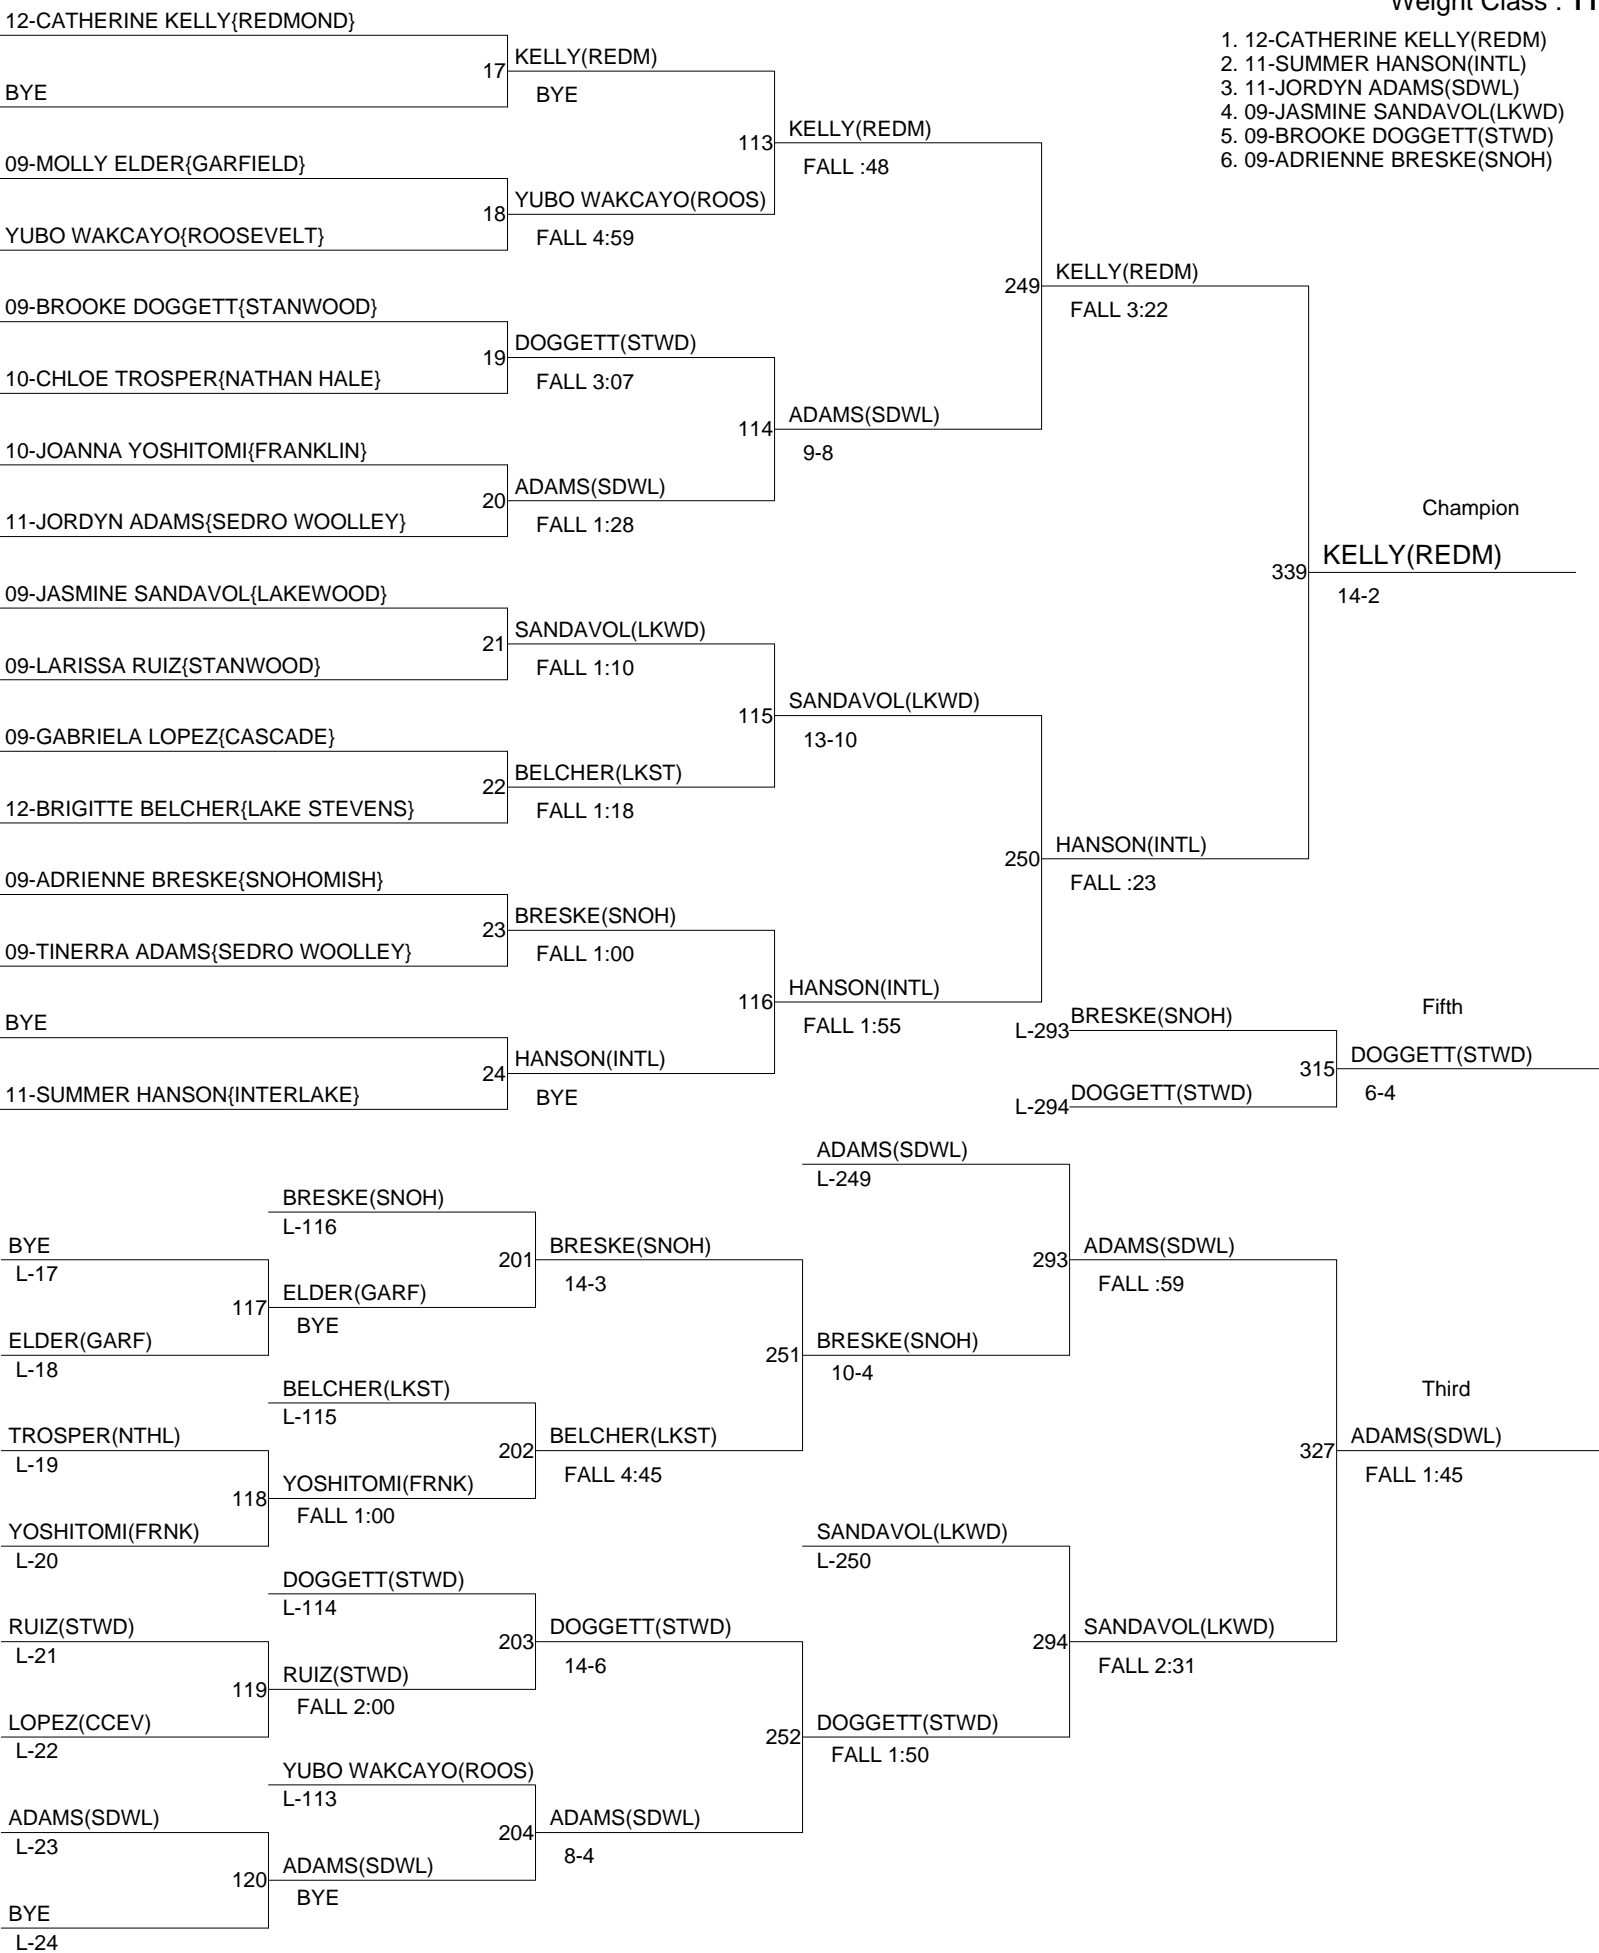 Weight Class : 11
1. 12-CATHERINE KELLY(REDM)
2. 11-SUMMER HANSON(INTL)
3. 11-JORDYN ADAMS(SDWL)
4. 09-JASMINE SANDAVOL(LKWD)
5. 09-BROOKE DOGGETT(STWD)
6. 09-ADRIENNE BRESKE(SNOH)
12-CATHERINE KELLY{REDMOND}
BYE
09-MOLLY ELDER{GARFIELD}
YUBO WAKCAYO{ROOSEVELT}
09-BROOKE DOGGETT{STANWOOD}
10-CHLOE TROSPER{NATHAN HALE}
10-JOANNA YOSHITOMI{FRANKLIN}
11-JORDYN ADAMS{SEDRO WOOLLEY}
09-JASMINE SANDAVOL{LAKEWOOD}
09-LARISSA RUIZ{STANWOOD}
09-GABRIELA LOPEZ{CASCADE}
12-BRIGITTE BELCHER{LAKE STEVENS}
09-ADRIENNE BRESKE{SNOHOMISH}
09-TINERRA ADAMS{SEDRO WOOLLEY}
BYE
11-SUMMER HANSON{INTERLAKE}
17 KELLY(REDM)
BYE
18 YUBO WAKCAYO(ROOS)
FALL 4:59
19 DOGGETT(STWD)
FALL 3:07
20 ADAMS(SDWL)
FALL 1:28
21 SANDAVOL(LKWD)
FALL 1:10
22 BELCHER(LKST)
FALL 1:18
23 BRESKE(SNOH)
FALL 1:00
24 HANSON(INTL)
BYE
113 KELLY(REDM)
FALL :48
114 ADAMS(SDWL)
9-8
115 SANDAVOL(LKWD)
13-10
116 HANSON(INTL)
FALL 1:55
249 KELLY(REDM)
FALL 3:22
250 HANSON(INTL)
FALL :23
Champion
339 KELLY(REDM)
14-2
L-293 BRESKE(SNOH)
L-294 DOGGETT(STWD)
Fifth
315 DOGGETT(STWD)
6-4
BYE
L-17
ELDER(GARF)
L-18
TROSPER(NTHL)
L-19
YOSHITOMI(FRNK)
L-20
RUIZ(STWD)
L-21
LOPEZ(CCEV)
L-22
ADAMS(SDWL)
L-23
BYE
L-24
BRESKE(SNOH)
L-116
117 ELDER(GARF)
BYE
BELCHER(LKST)
L-115
118 YOSHITOMI(FRNK)
FALL 1:00
DOGGETT(STWD)
L-114
119 RUIZ(STWD)
FALL 2:00
YUBO WAKCAYO(ROOS)
L-113
120 ADAMS(SDWL)
BYE
201 BRESKE(SNOH)
14-3
202 BELCHER(LKST)
FALL 4:45
203 DOGGETT(STWD)
14-6
204 ADAMS(SDWL)
8-4
ADAMS(SDWL)
L-249
251 BRESKE(SNOH)
10-4
SANDAVOL(LKWD)
L-250
252 DOGGETT(STWD)
FALL 1:50
293 ADAMS(SDWL)
FALL :59
294 SANDAVOL(LKWD)
FALL 2:31
Third
327 ADAMS(SDWL)
FALL 1:45